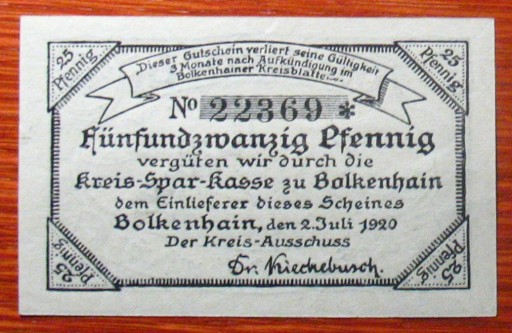 25 Pfennig
25 Pfennig
Dieser Gutschein verliert seine Gültigkeit
3 Monate nach Aufkündigung im
Bolkenhainer Kreisblatte.
No 22369 *
Fünfundzwanzig Pfennig
vergüten wir durch die
Kreis-Spar-Kasse zu Bolkenhain
dem Einlieferer dieses Scheines
Bolkenhain, den 2. Juli 1920
Der Kreis-Ausschuss
Dr. Kieckebusch.
25 Pfennig
25 Pfennig